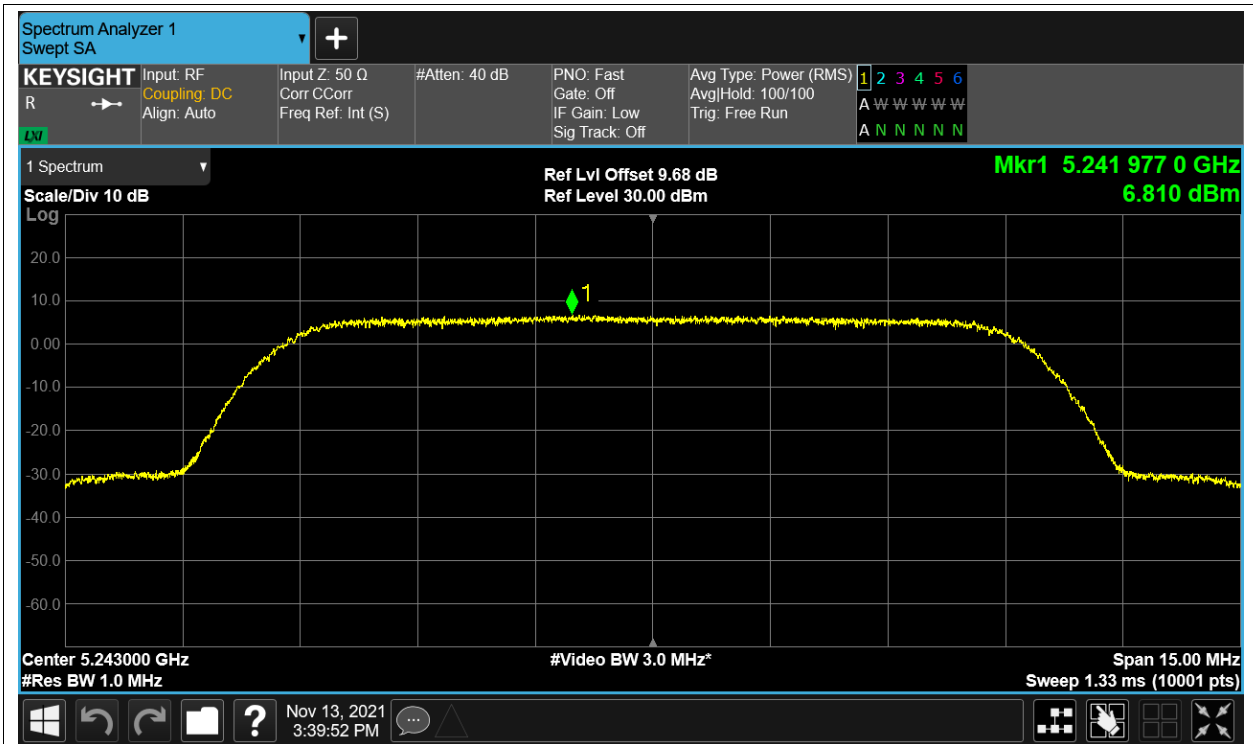 Spectrum Analyzer 1
Swept SA
KEYSIGHT
R
LXI
Input: RF
Coupling: DC
Align: Auto
Input Z: 50 Ω
Corr CCorr
Freq Ref: Int (S)
#Atten: 40 dB
PNO: Fast
Gate: Off
IF Gain: Low
Sig Track: Off
Avg Type: Power (RMS)
Avg|Hold: 100/100
Trig: Free Run
1 2 3 4 5 6
A W W W W W
A N N N N N
1 Spectrum
Scale/Div 10 dB
Log
Ref Lvl Offset 9.68 dB
Ref Level 30.00 dBm
Mkr1 5.241 977 0 GHz
6.810 dBm
20.0
10.0
0.00
-10.0
-20.0
-30.0
-40.0
-50.0
-60.0
1
Center 5.243000 GHz
#Res BW 1.0 MHz
#Video BW 3.0 MHz*
Span 15.00 MHz
Sweep 1.33 ms (10001 pts)
?
Nov 13, 2021
3:39:52 PM